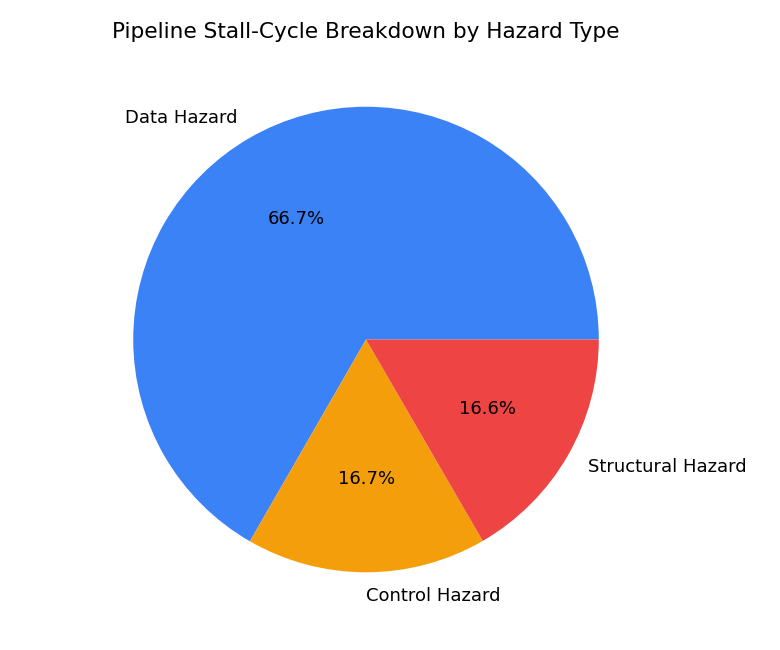 Pipeline Stall-Cycle Breakdown by Hazard Type
Data Hazard
66.7%
16.6%
Structural Hazard
16.7%
Control Hazard